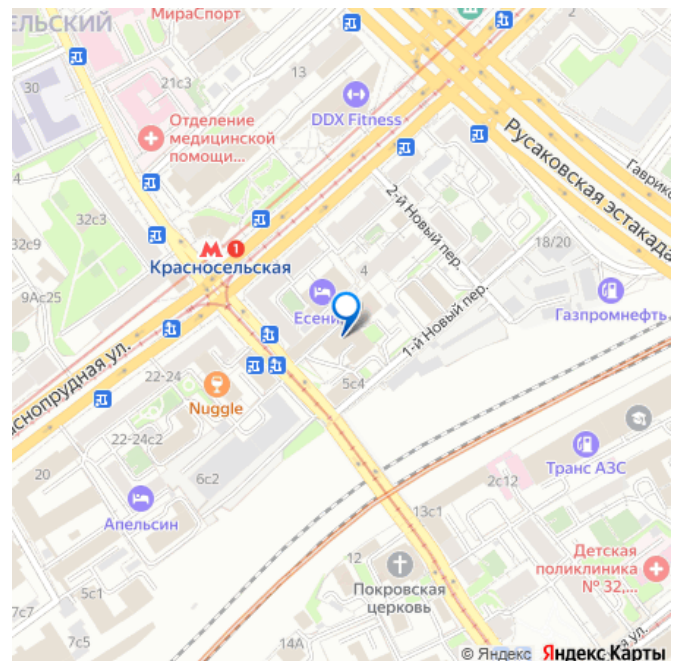 МираСпорт
ЕЛЬСКИЙ
2
30
21с3
13
DDX Fitness
Отделение
медицинской
помощи...
Русаковская эстакада
Гаврико
32с3
32с9
2-й Новый пер.
18/20
М 1
Красносельская
4
9Ас25
Есени
1-й Новый пер.
Газпромнефть
снопрудная ул.
22-24
Nuggle
5с4
22-24с2
20
6с2
2с12
Транс АЗС
Апельсин
13с1
12
Детская
поликлиника
№ 32,...
Покровская
церковь
5с1
7с7
7с5
14А
ул.
© Яндекс Яндекс Карты